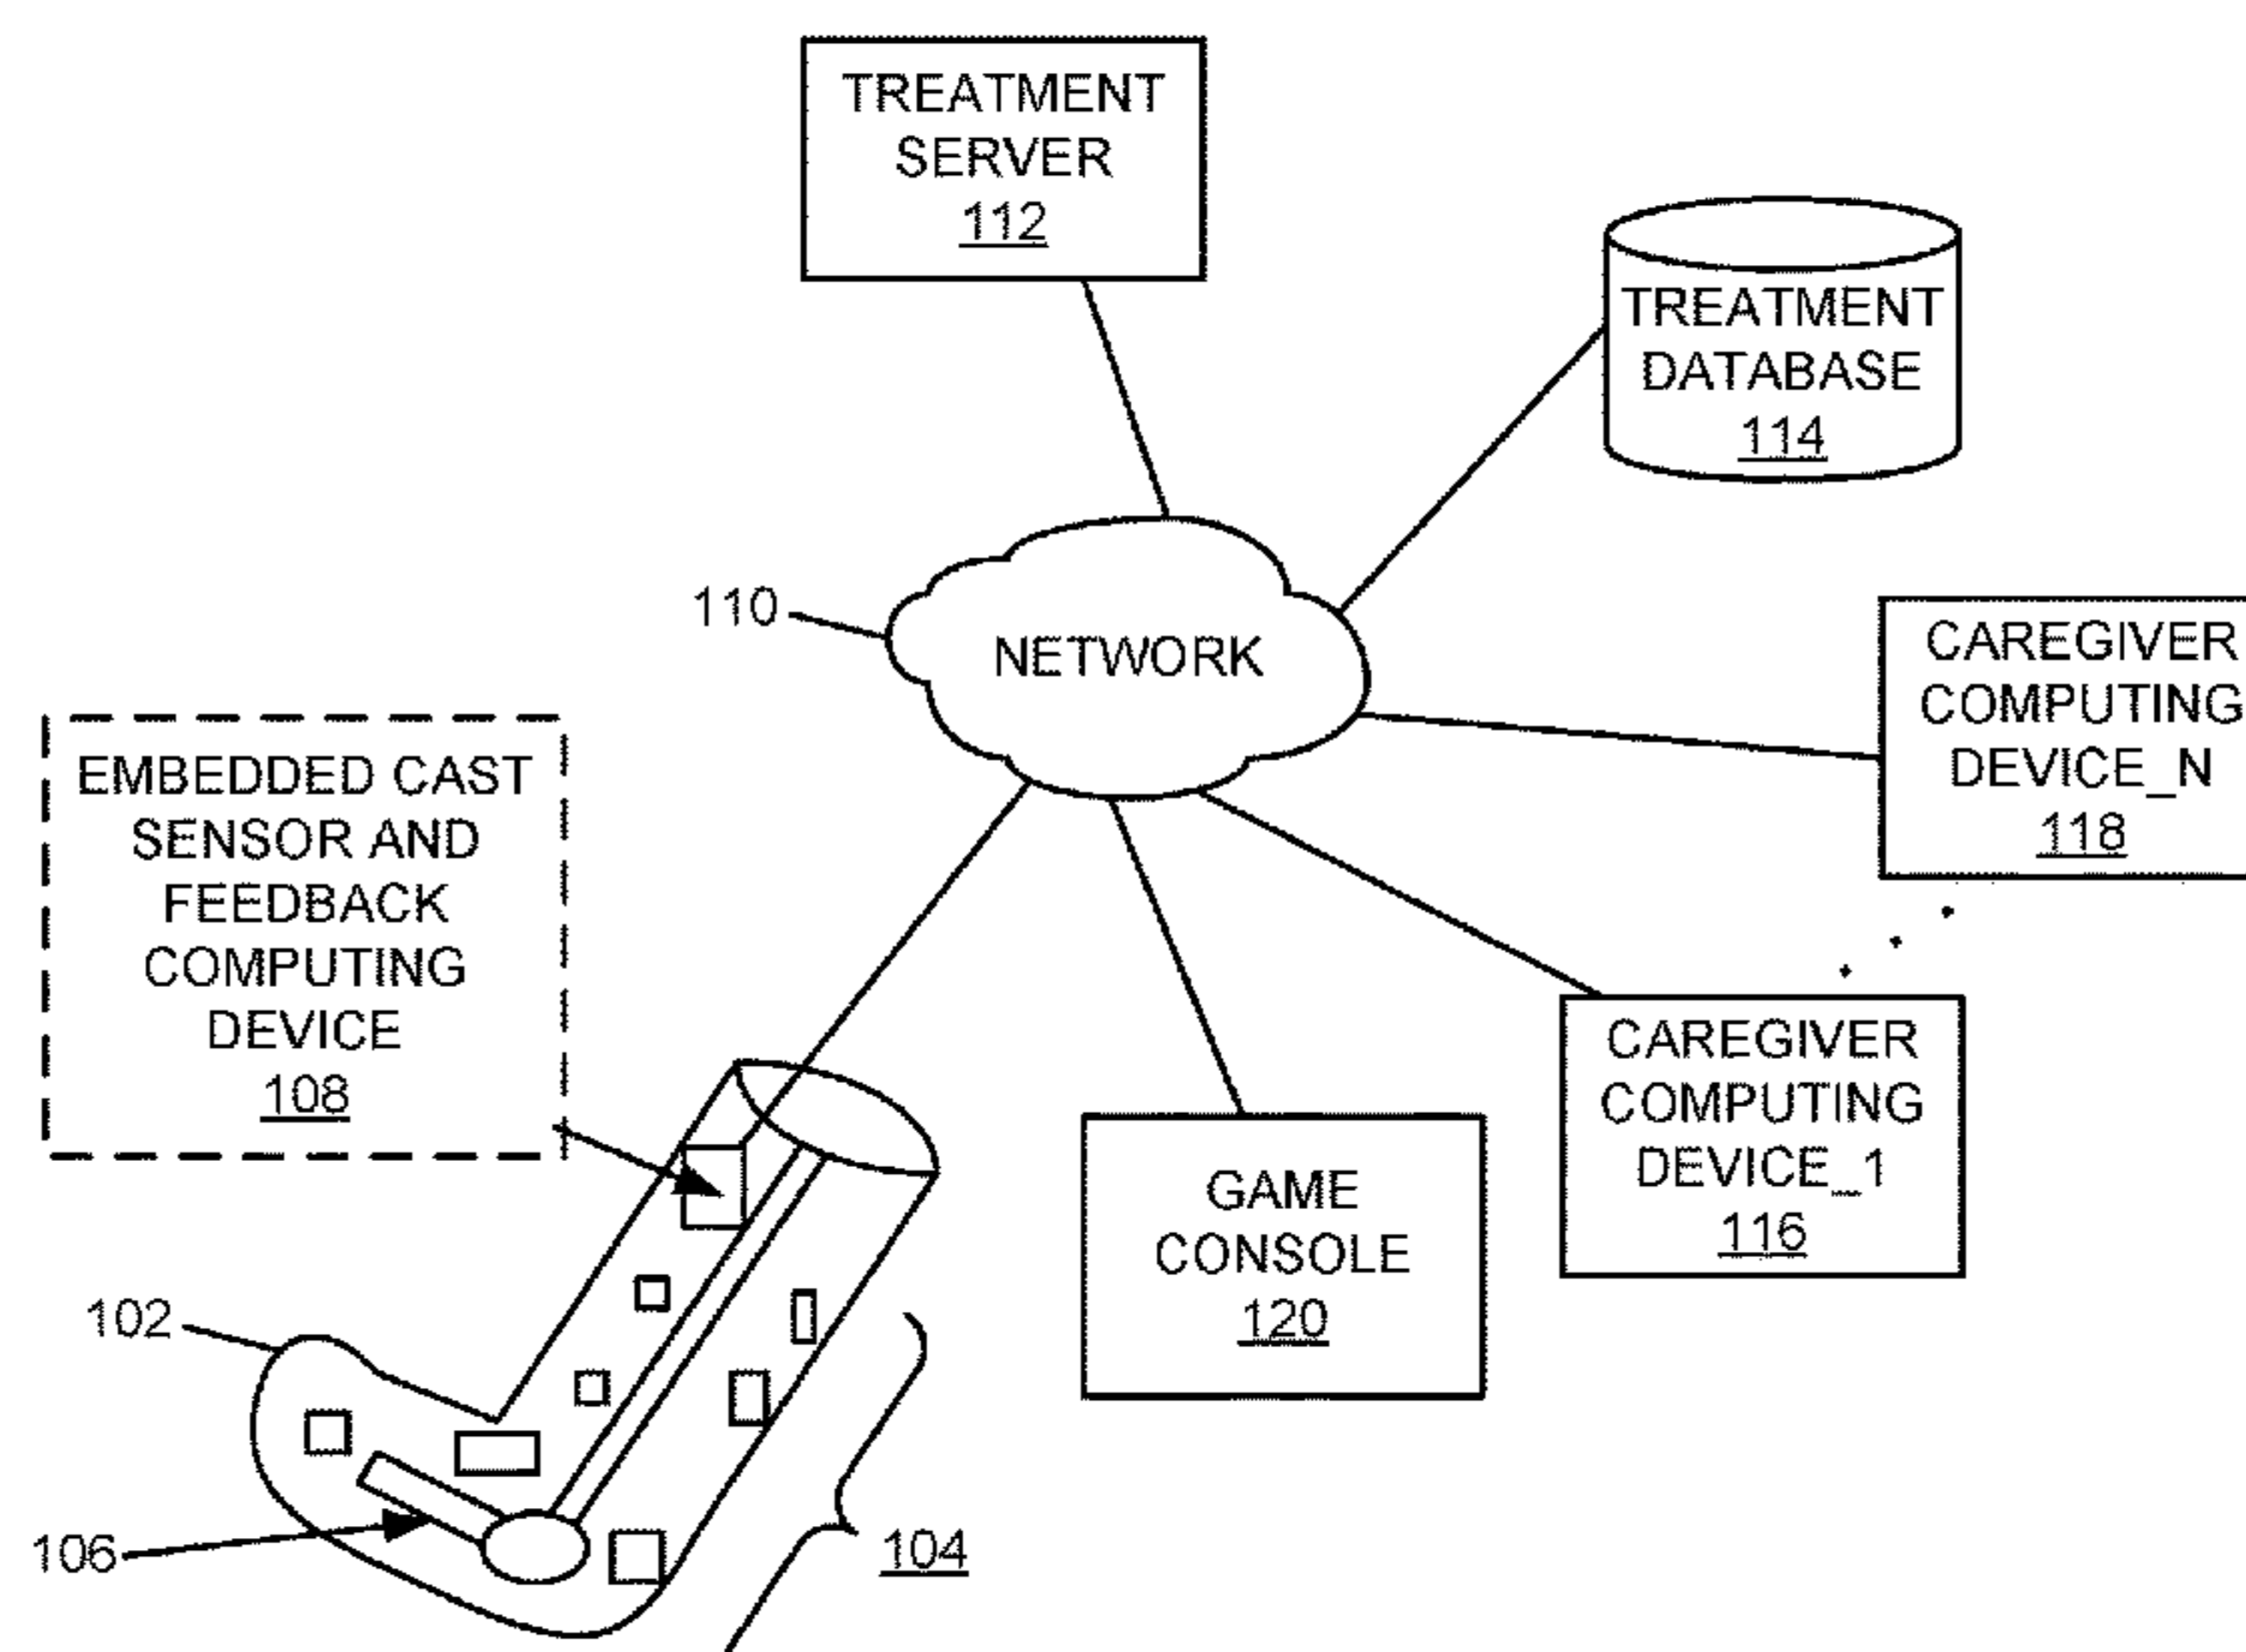 TREATMENT
SERVER
112
TREATMENT
DATABASE
114
110
NETWORK
CAREGIVER
COMPUTING
DEVICE_N
118
EMBEDDED CAST
SENSOR AND
FEEDBACK
COMPUTING
DEVICE
108
CAREGIVER
COMPUTING
DEVICE_1
116
GAME
CONSOLE
120
102
106
104